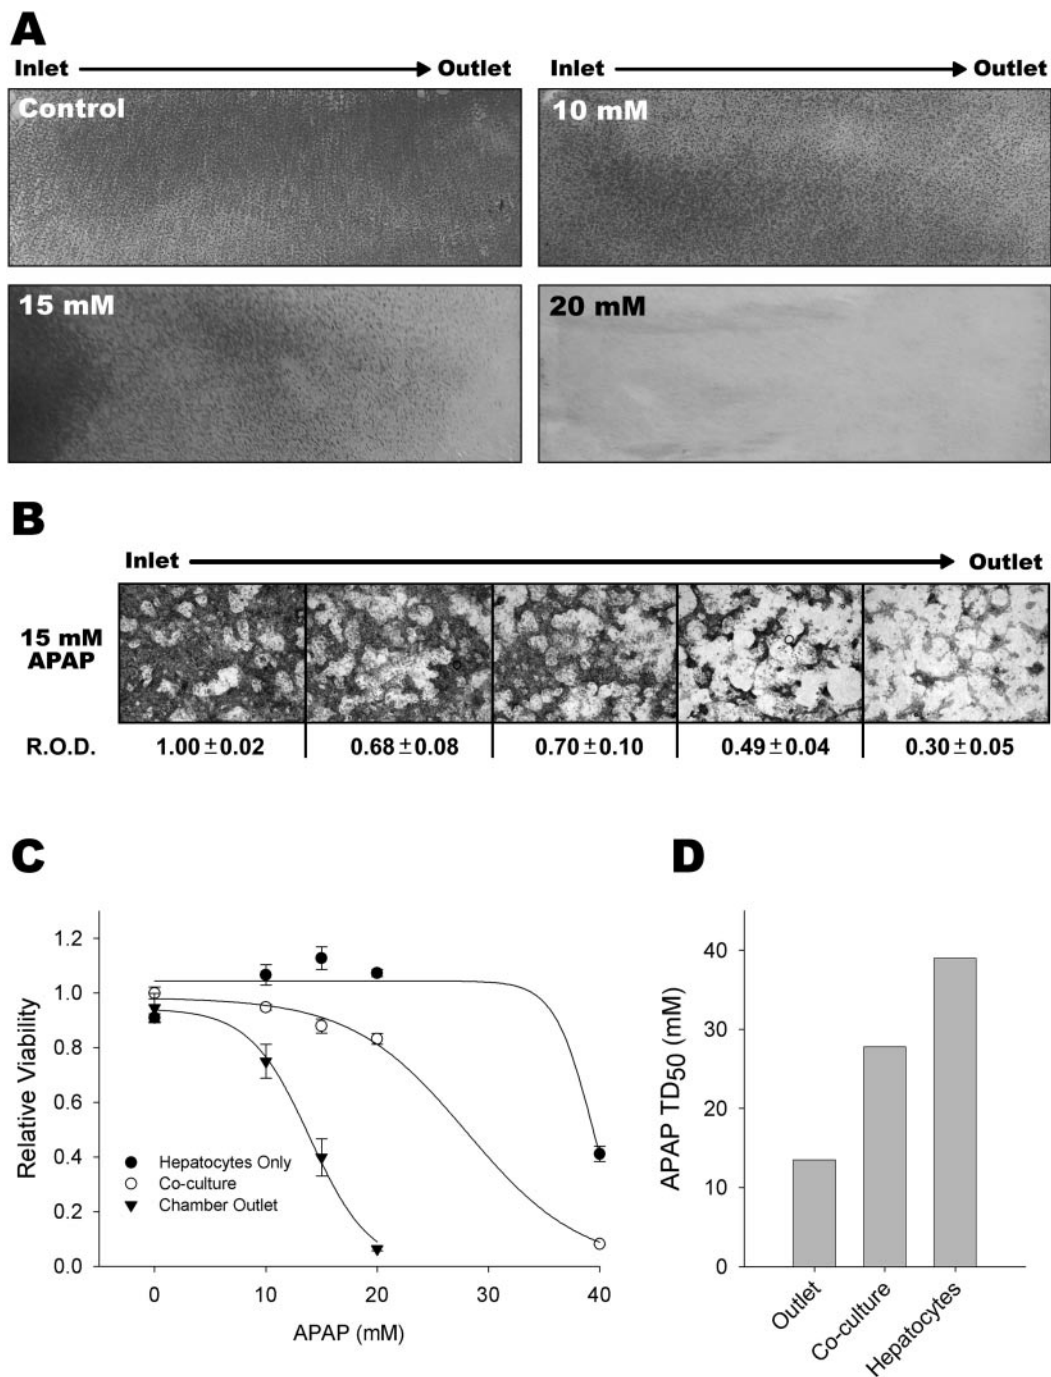 A
Inlet Outlet Inlet Outlet
Control 10 mM
15 mM 20 mM
B
Inlet Outlet
15 mM
APAP
R.O.D. 1.00±0.02 0.68±0.08 0.70±0.10 0.49±0.04 0.30±0.05
C
Relative Viability
1.2
1.0
0.8
0.6
0.4
0.2
0.0
Hepatocytes Only
Co-culture
Chamber Outlet
0 10 20 30 40
APAP (mM)
D
APAP TD50 (mM)
40
30
20
10
0
Outlet
Co-culture
Hepatocytes